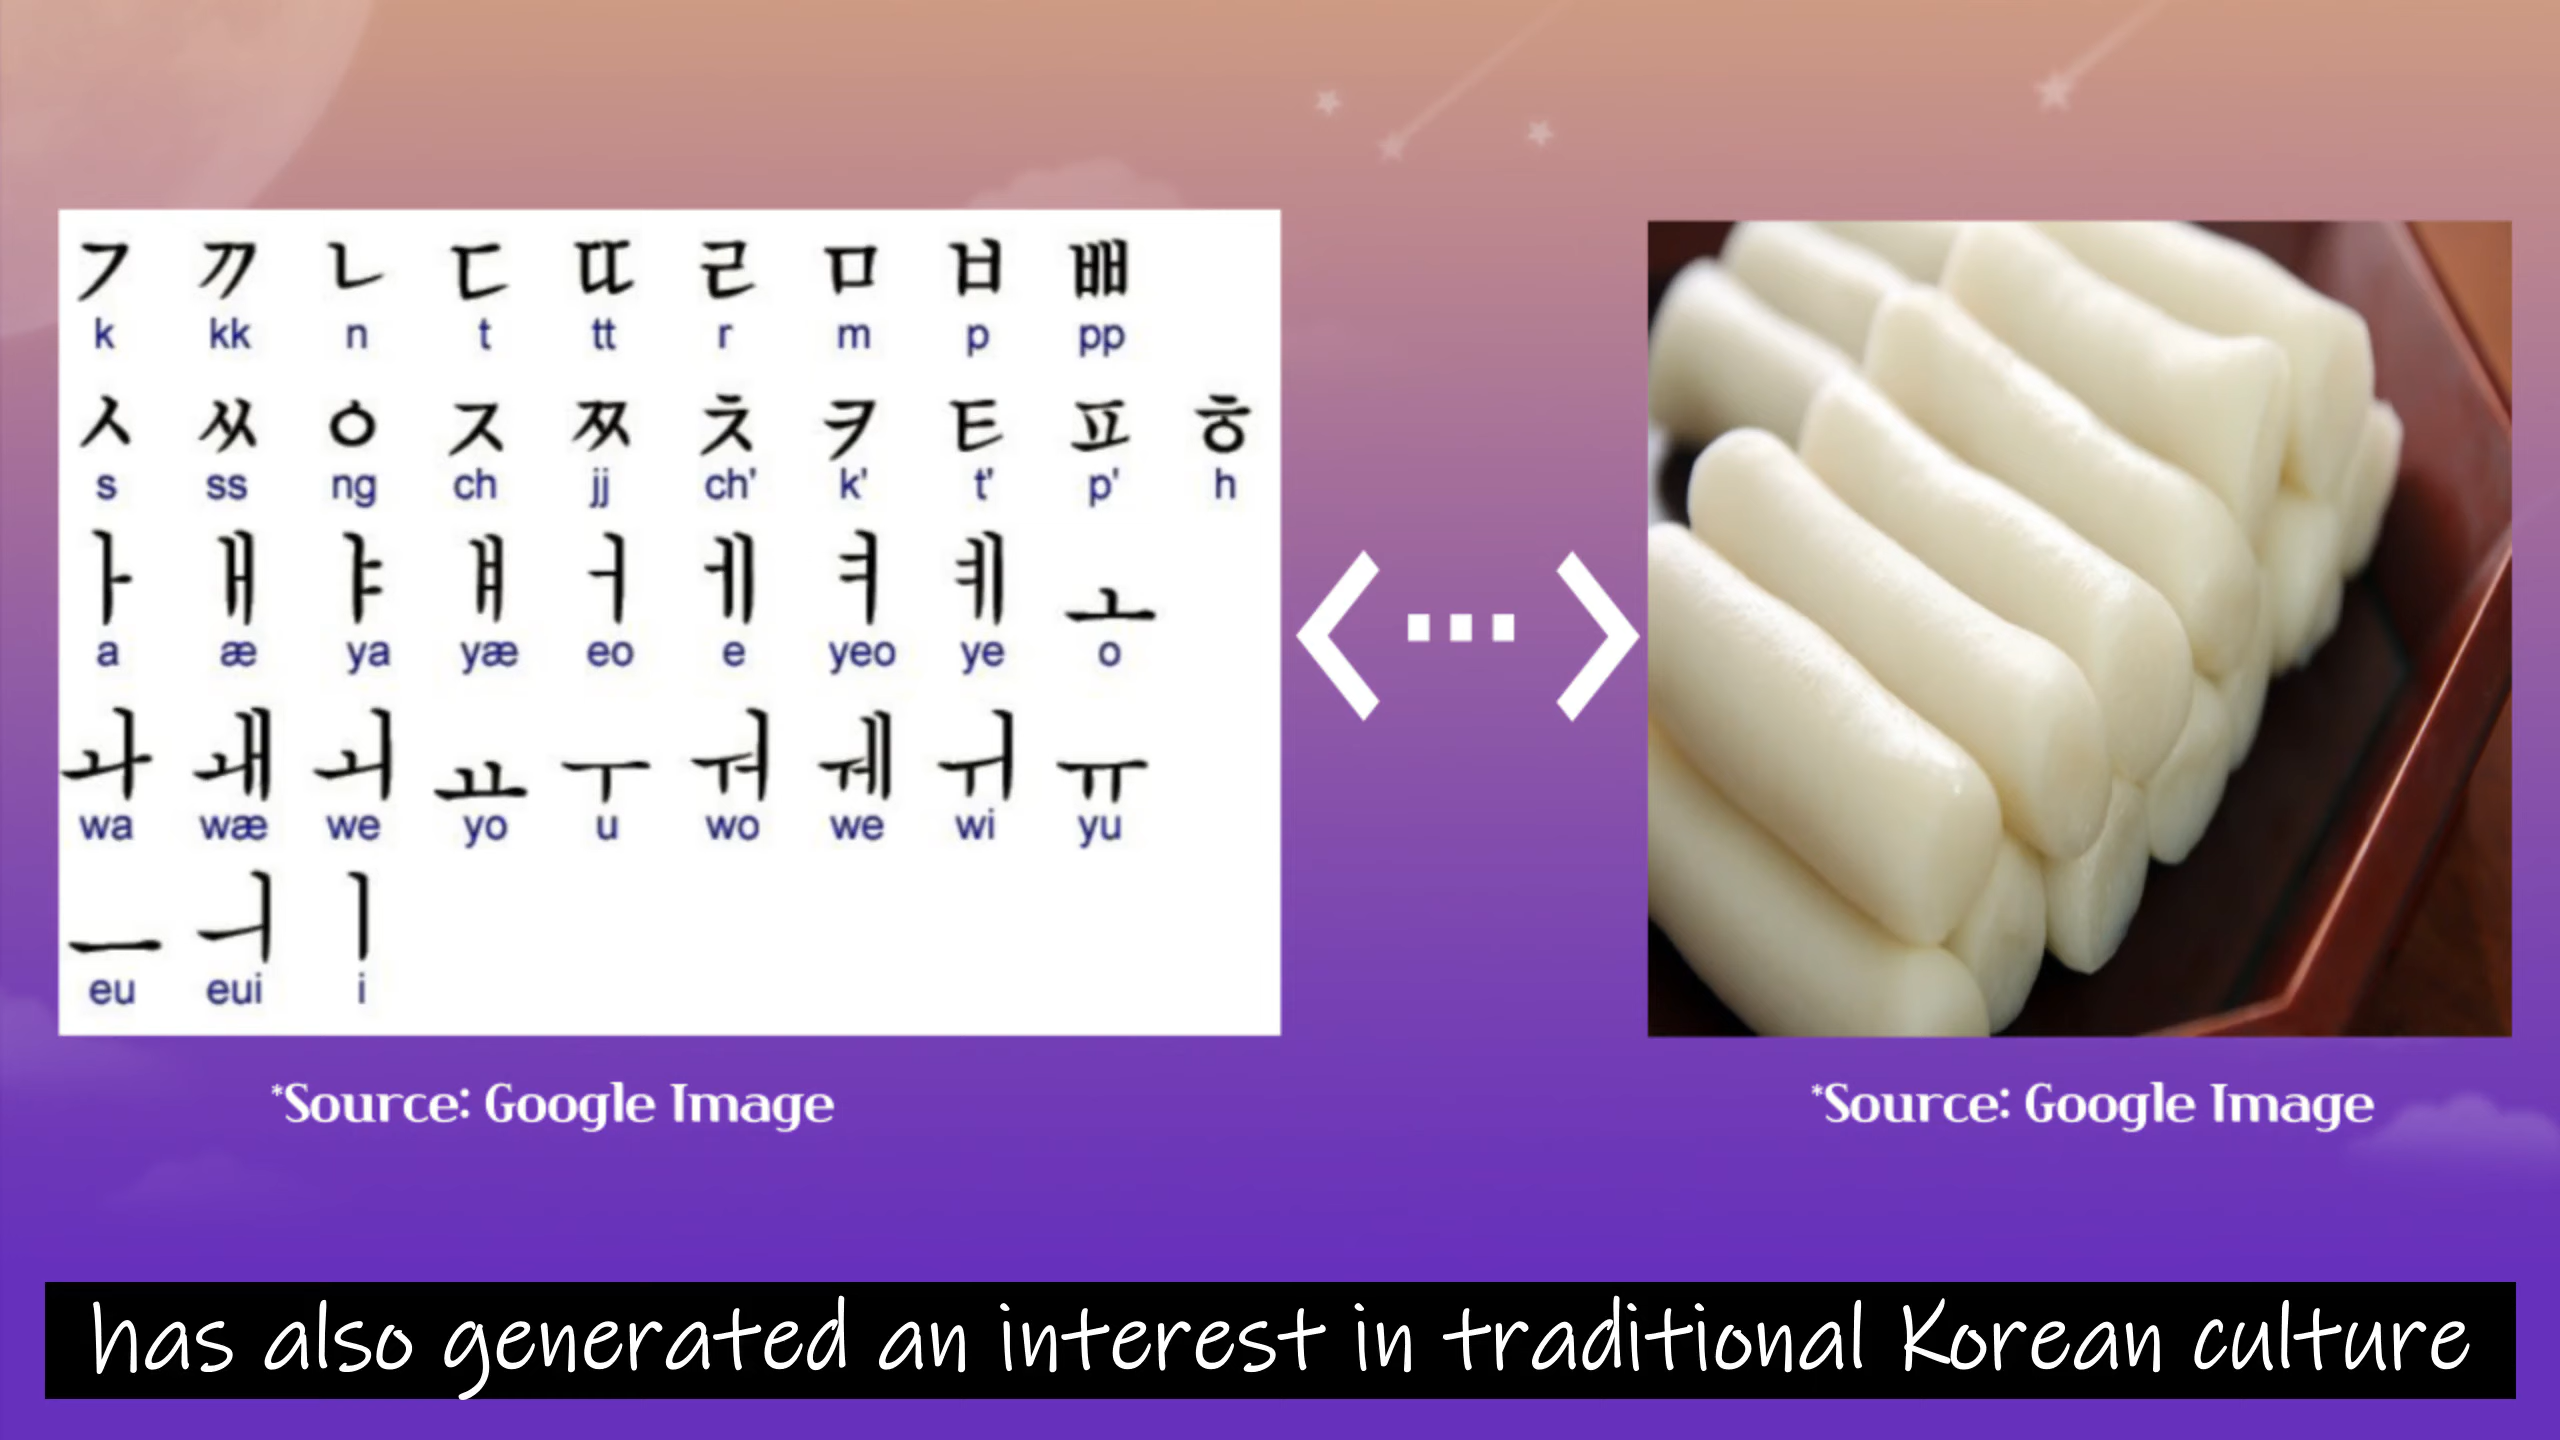 ㄱ ㄲ ㄴ ㄷ ㄸ ㄹ ㅁ ㅂ ㅃ
k kk n t tt r m p pp
ㅅ ㅆ ㅇ ㅈ ㅉ ㅊ ㅋ ㅌ ㅍ ㅎ
s ss ng ch jj ch' k' t' p' h
ㅏ ㅐ ㅑ ㅒ ㅓ ㅔ ㅕ ㅖ ㅗ
a æ ya yæ eo e yeo ye o
ㅘ ㅙ ㅚ ㅛ ㅜ ㅝ ㅞ ㅟ ㅠ
wa wæ we yo u wo we wi yu
ㅡ ㅢ ㅣ
eu eui i
*Source: Google Image
*Source: Google Image
has also generated an interest in traditional Korean culture